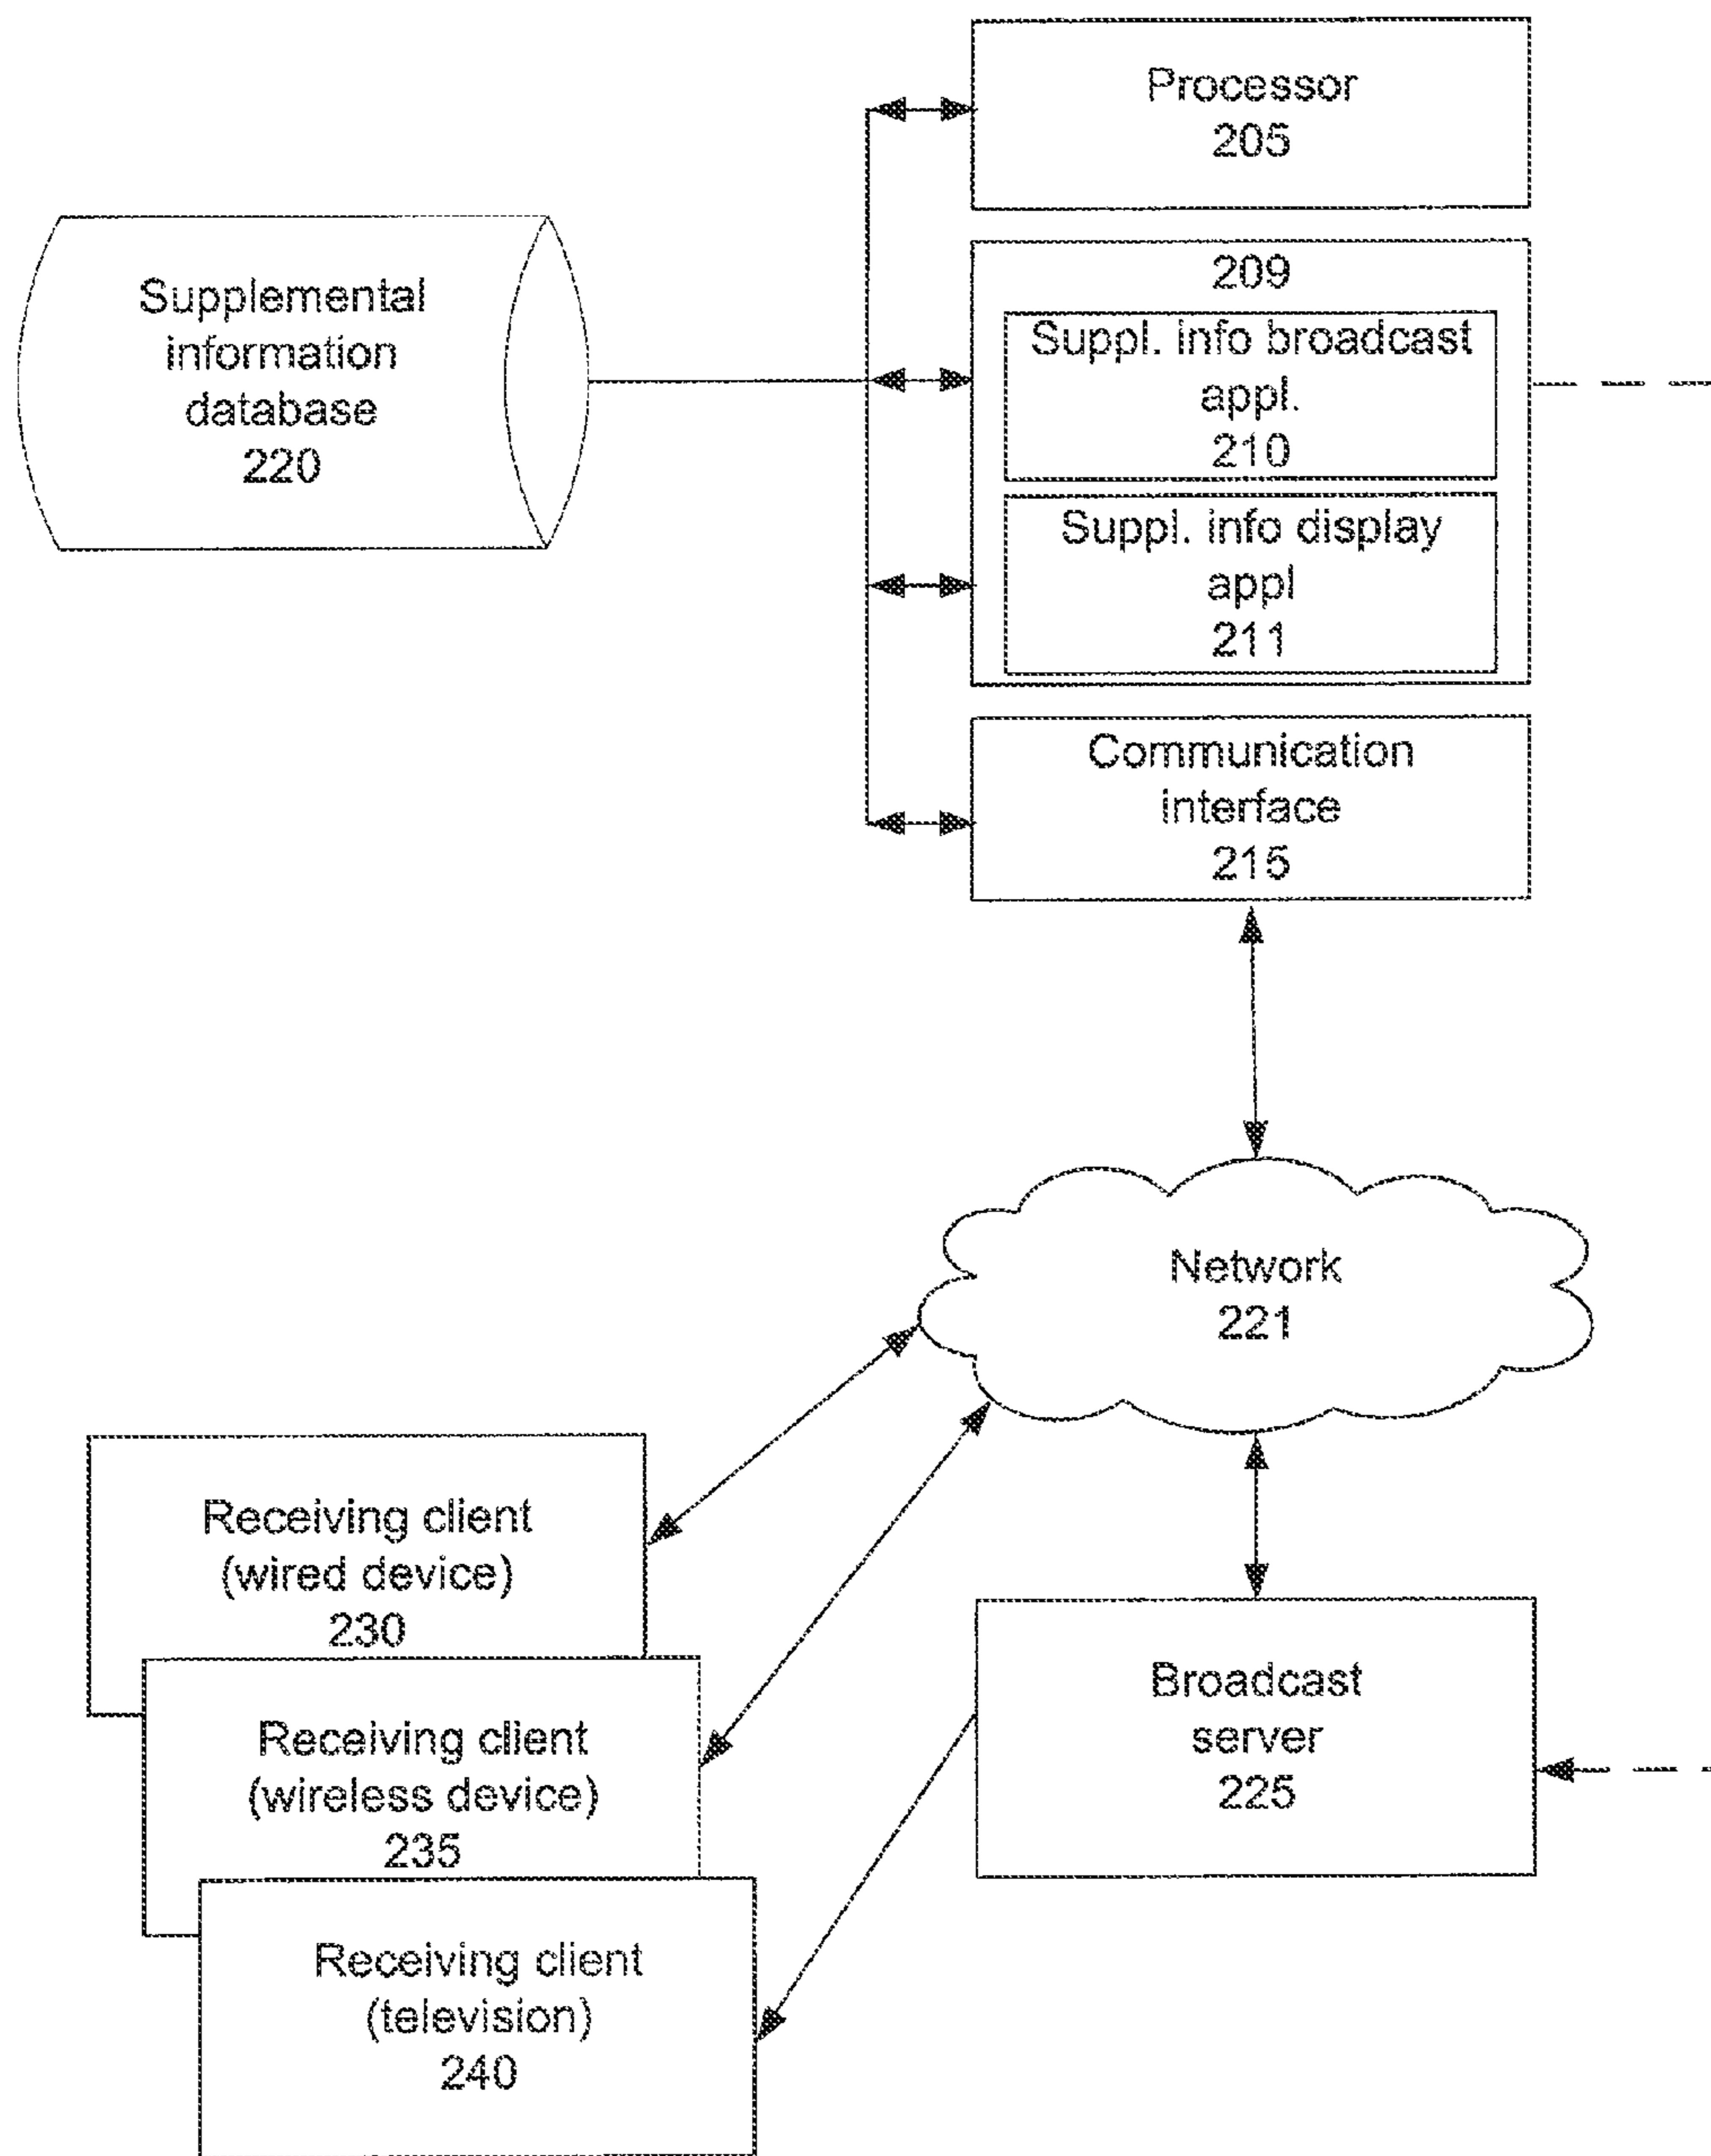 Processor
205
Supplemental
information
database
220
209
Suppl. info broadcast
appl.
210
Suppl. info display
appl
211
Communication
interface
215
Network
221
Receiving client
(wired device)
230
Receiving client
(wireless device)
235
Receiving client
(television)
240
Broadcast
server
225